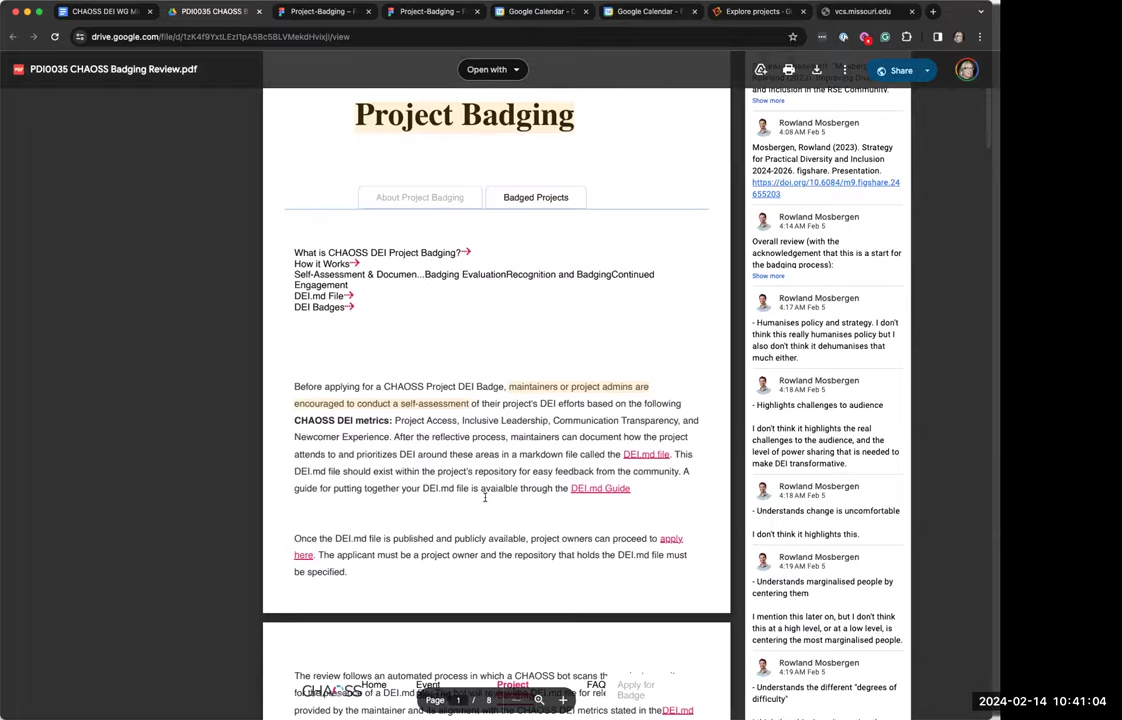 CHAOSS DEI WG M
PDI0035 CHAOSS B
Project-Badging – F
Project-Badging – F
Google Calendar -
Google Calendar -
Explore projects ·
vcs.missouri.edu
drive.google.com/file/d/1zK4f9YxtLEzI1pA5Bc5BLVMekdHvixjI/view
PDF PDI0035 CHAOSS Badging Review.pdf
Open with
Share
Project Badging
About Project Badging
Badged Projects
What is CHAOSS DEI Project Badging?→
How it Works→
Self-Assessment & Documen...Badging EvaluationRecognition and BadgingContinued
Engagement
DEI.md File→
DEI Badges→
Before applying for a CHAOSS Project DEI Badge, maintainers or project admins are
encouraged to conduct a self-assessment of their project's DEI efforts based on the following
CHAOSS DEI metrics: Project Access, Inclusive Leadership, Communication Transparency, and
Newcomer Experience. After the reflective process, maintainers can document how the project
attends to and prioritizes DEI around these areas in a markdown file called the DEI.md file. This
DEI.md file should exist within the project's repository for easy feedback from the community. A
guide for putting together your DEI.md file is avaialble through the DEI.md Guide
Once the DEI.md file is published and publicly available, project owners can proceed to apply
here. The applicant must be a project owner and the repository that holds the DEI.md file must
be specified.
The review follows an automated process in which a CHAOSS bot scans
CHAOSS
Home
Event
Project
FAQ
Apply for
Badge
Page 1 / 8
provided by the maintainer and its alignment with the CHAOSS DEI metrics stated in the DEI.md
Rowland (2023). Improving
and Inclusion in the RSE Community.
Show more
Rowland Mosbergen
4:08 AM Feb 5
Mosbergen, Rowland (2023). Strategy
for Practical Diversity and Inclusion
2024-2026. figshare. Presentation.
https://doi.org/10.6084/m9.figshare.24
655203
Rowland Mosbergen
4:14 AM Feb 5
Overall review (with the
acknowledgement that this is a start for
the badging process):
Show more
Rowland Mosbergen
4:17 AM Feb 5
- Humanises policy and strategy. I don't
think this really humanises policy but I
also don't think it dehumanises that
much either.
Rowland Mosbergen
4:18 AM Feb 5
- Highlights challenges to audience
I don't think it highlights the real
challenges to the audience, and the
level of power sharing that is needed to
make DEI transformative.
Rowland Mosbergen
4:18 AM Feb 5
- Understands change is uncomfortable
I don't think it highlights this.
Rowland Mosbergen
4:19 AM Feb 5
- Understands marginalised people by
centering them
I mention this later on, but I don't think
this at a high level, or at a low level, is
centering the most marginalised people.
Rowland Mosbergen
4:19 AM Feb 5
- Understands the different "degrees of
difficulty"
2024-02-14 10:41:04